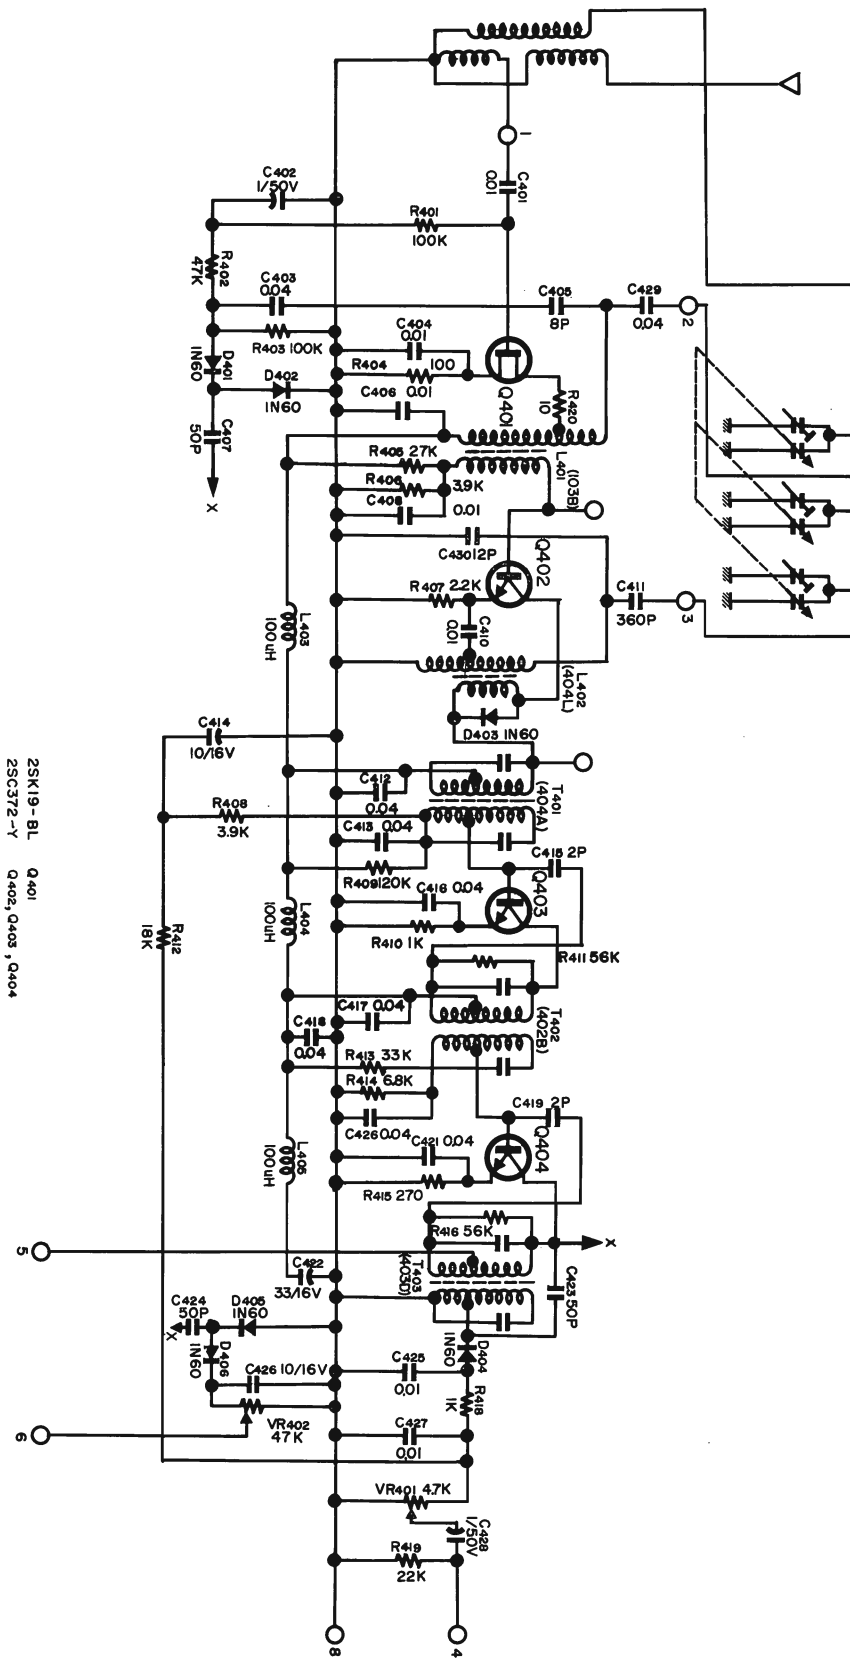 1
C401
0.01
C402
1/50V
R401
100K
R402
47K
C403
0.04
C405
8P
C429
0.04
2
R403 100K
C404
0.01
R404
100
D401
1N60
D402
1N60
Q401
R420
10
C406
0.01
C407
50P
X
R405 27K
L401
(103B)
R406
3.9K
C408
0.01
C430 12P
Q402
R407 2.2K
C411
360P
3
L403
100uH
C410
0.01
L402
(404L)
D403 1N60
C414
10/16V
C412
0.04
T401
(404A)
R408
3.9K
C413 0.04
C415 2P
R409 120K
C416 0.04
Q403
L404
100uH
R412
18K
R410 1K
R411 56K
C417 0.04
T402
(402B)
C418
0.04
R413 33K
R414 6.8K
C419 2P
C426 0.04
C421 0.04
Q404
L405
100uH
R415 270
R416 56K
X
5
C422
33/16V
T403
(403D)
C423 50P
C424
50P
X
D405
1N60
D406
1N60
D404
1N60
C426 10/16V
C425
0.01
R418
1K
VR402
47K
6
C427
0.01
VR401 4.7K
C428
1/50V
R419
22K
8
4
2SK19-BL Q401
2SC372-Y Q402, Q403, Q404